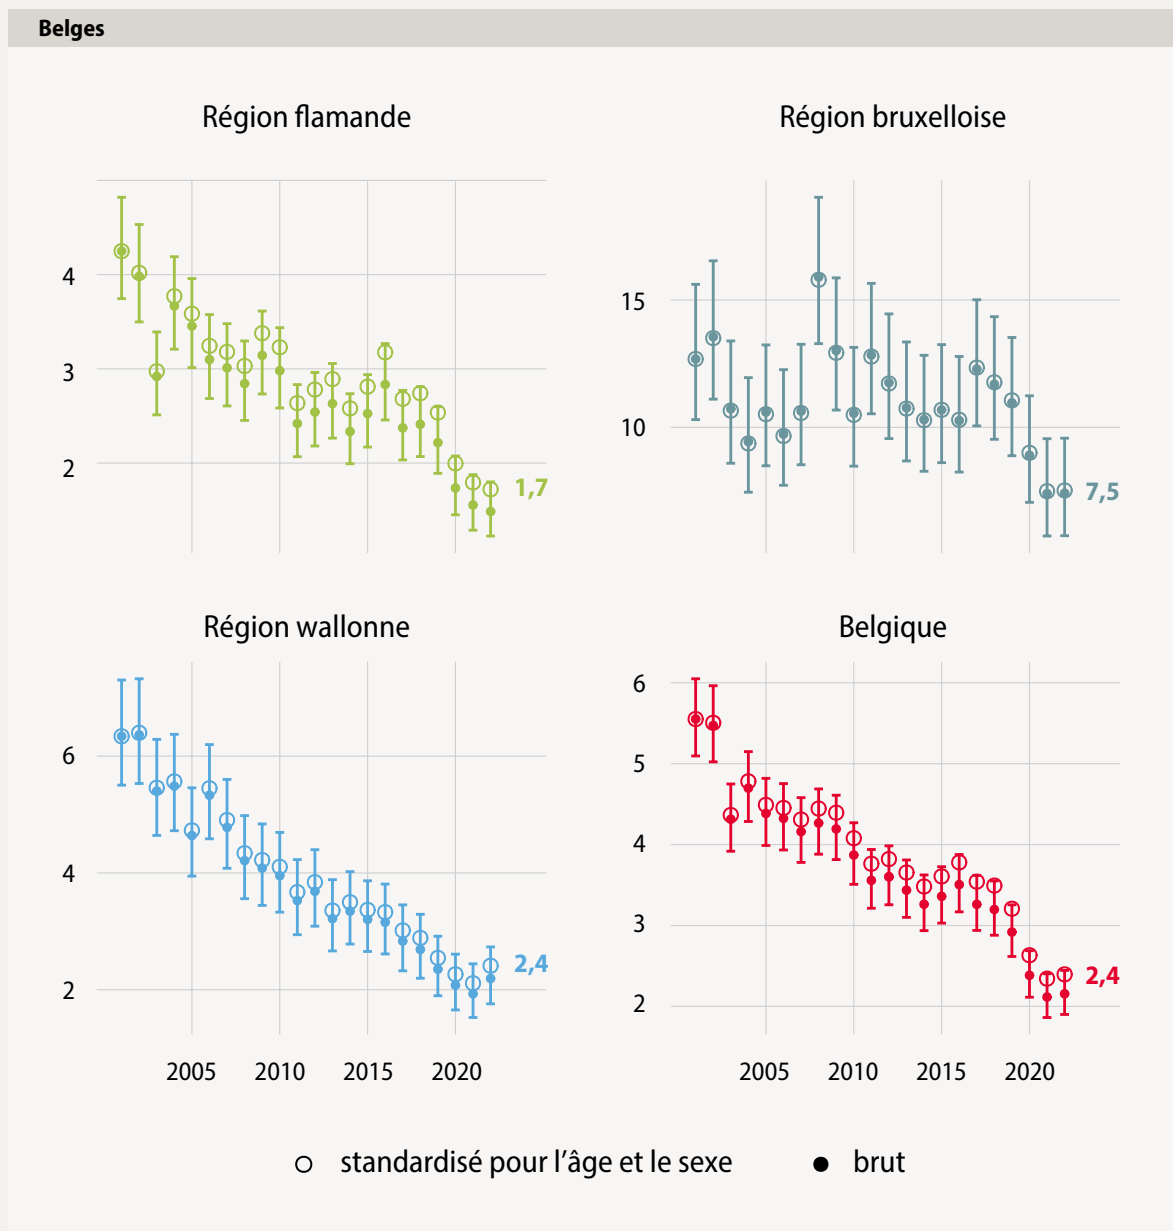 Belges
Région flamande
Région bruxelloise
4
3
2
1,7
15
10
7,5
Région wallonne
Belgique
6
4
2
2,4
6
5
4
3
2
2,4
2005 2010 2015 2020
2005 2010 2015 2020
standardisé pour l'âge et le sexe
brut